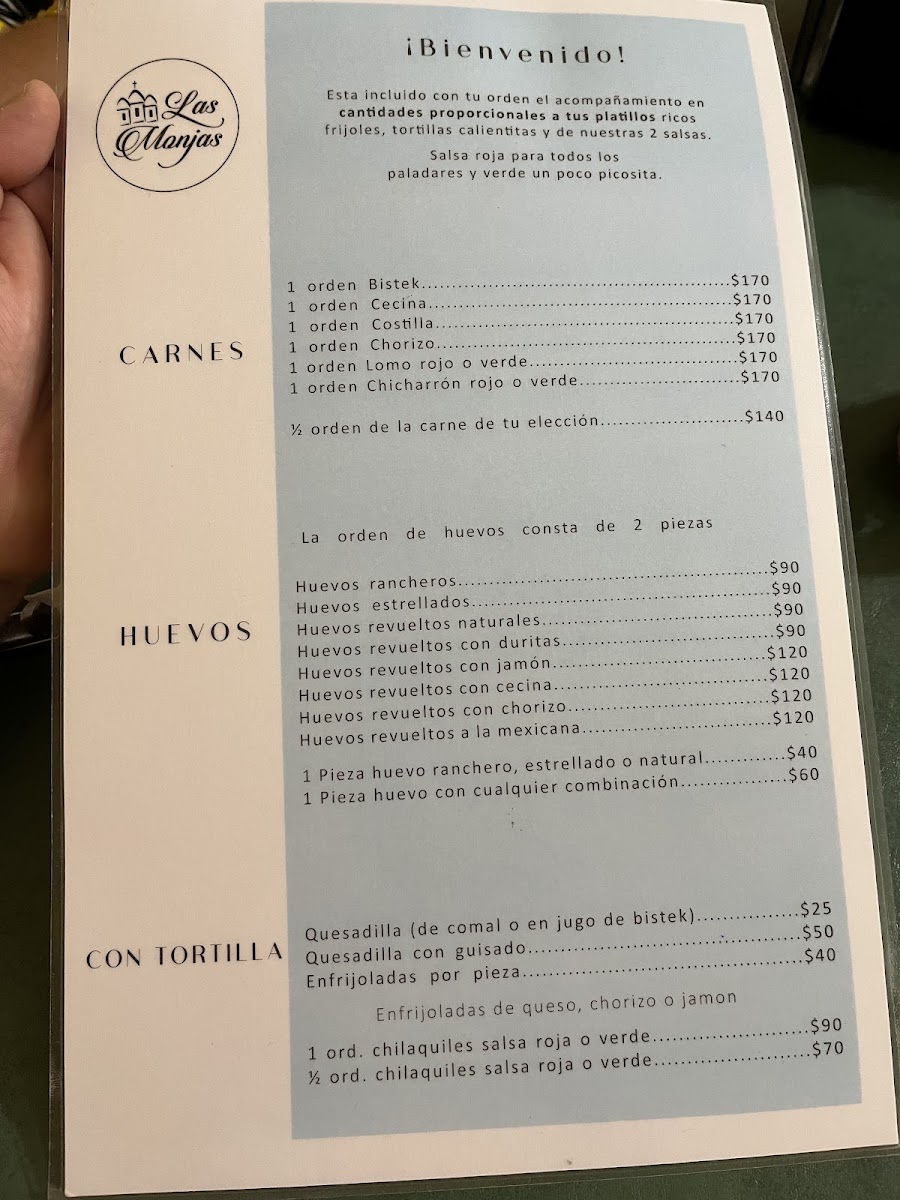 Las
Monjas
¡Bienvenido!
Esta incluido con tu orden el acompañamiento en
cantidades proporcionales a tus platillos ricos
frijoles, tortillas calientitas y de nuestras 2 salsas.
Salsa roja para todos los
paladares y verde un poco picosita.
CARNES
1 orden Bistek..............................................$170
1 orden Cecina.............................................$170
1 orden Costilla............................................$170
1 orden Chorizo............................................$170
1 orden Lomo rojo o verde...............................$170
1 orden Chicharrón rojo o verde........................$170
½ orden de la carne de tu elección.....................$140
HUEVOS
La orden de huevos consta de 2 piezas
Huevos rancheros..............................................$90
Huevos estrellados............................................$90
Huevos revueltos naturales..................................$90
Huevos revueltos con duritas................................$90
Huevos revueltos con jamón................................$120
Huevos revueltos con cecina................................$120
Huevos revueltos con chorizo..............................$120
Huevos revueltos a la mexicana...........................$120
1 Pieza huevo ranchero, estrellado o natural............$40
1 Pieza huevo con cualquier combinación...............$60
CON TORTILLA
Quesadilla (de comal o en jugo de bistek)...............$25
Quesadilla con guisado.......................................$50
Enfrijoladas por pieza.........................................$40
Enfrijoladas de queso, chorizo o jamon
1 ord. chilaquiles salsa roja o verde.......................$90
½ ord. chilaquiles salsa roja o verde.......................$70